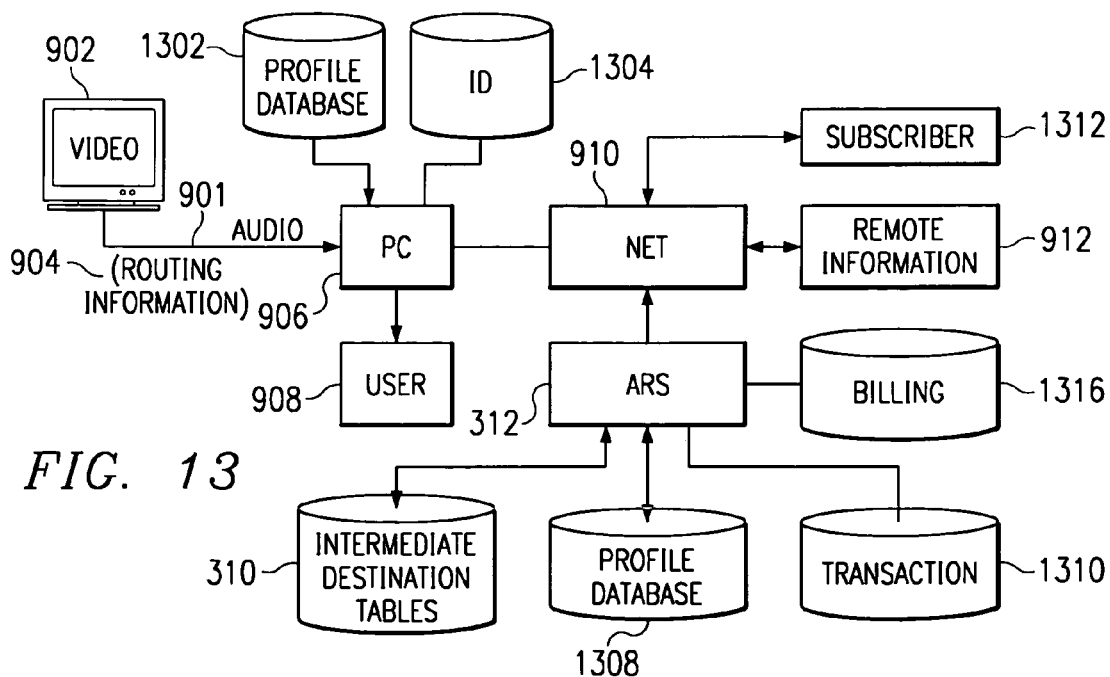 902
1302
PROFILE
DATABASE
ID
1304
VIDEO
901
AUDIO
904
(ROUTING
INFORMATION)
PC
906
910
NET
SUBSCRIBER
1312
REMOTE
INFORMATION
912
USER
908
ARS
312
BILLING
1316
FIG. 13
INTERMEDIATE
DESTINATION
TABLES
310
PROFILE
DATABASE
1308
TRANSACTION
1310